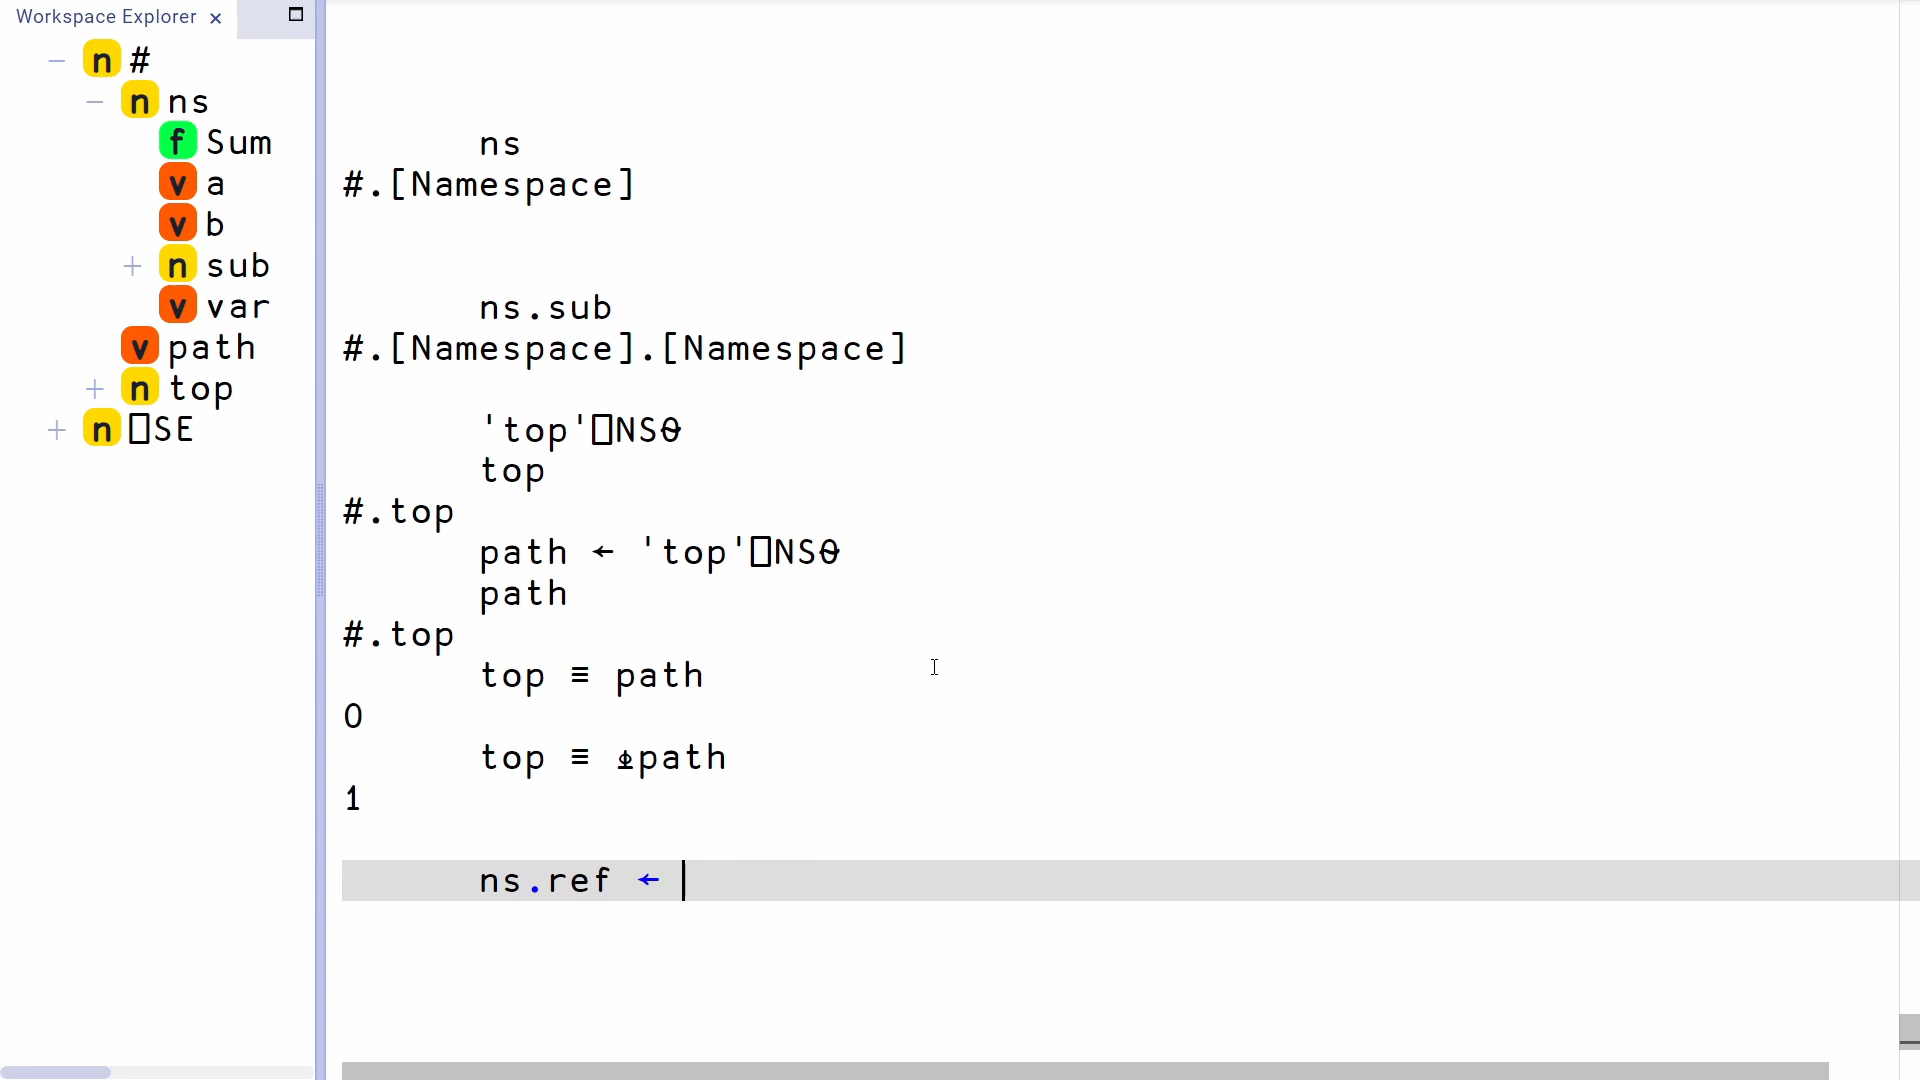 Workspace Explorer ×
− n #
− n ns
f Sum
v a
v b
+ n sub
v var
v path
+ n top
+ n ⎕SE
ns
#.[Namespace]
ns.sub
#.[Namespace].[Namespace]
'top'⎕NS⍬
top
#.top
path ← 'top'⎕NS⍬
path
#.top
top ≡ path
0
top ≡ ⍎path
1
ns.ref ←